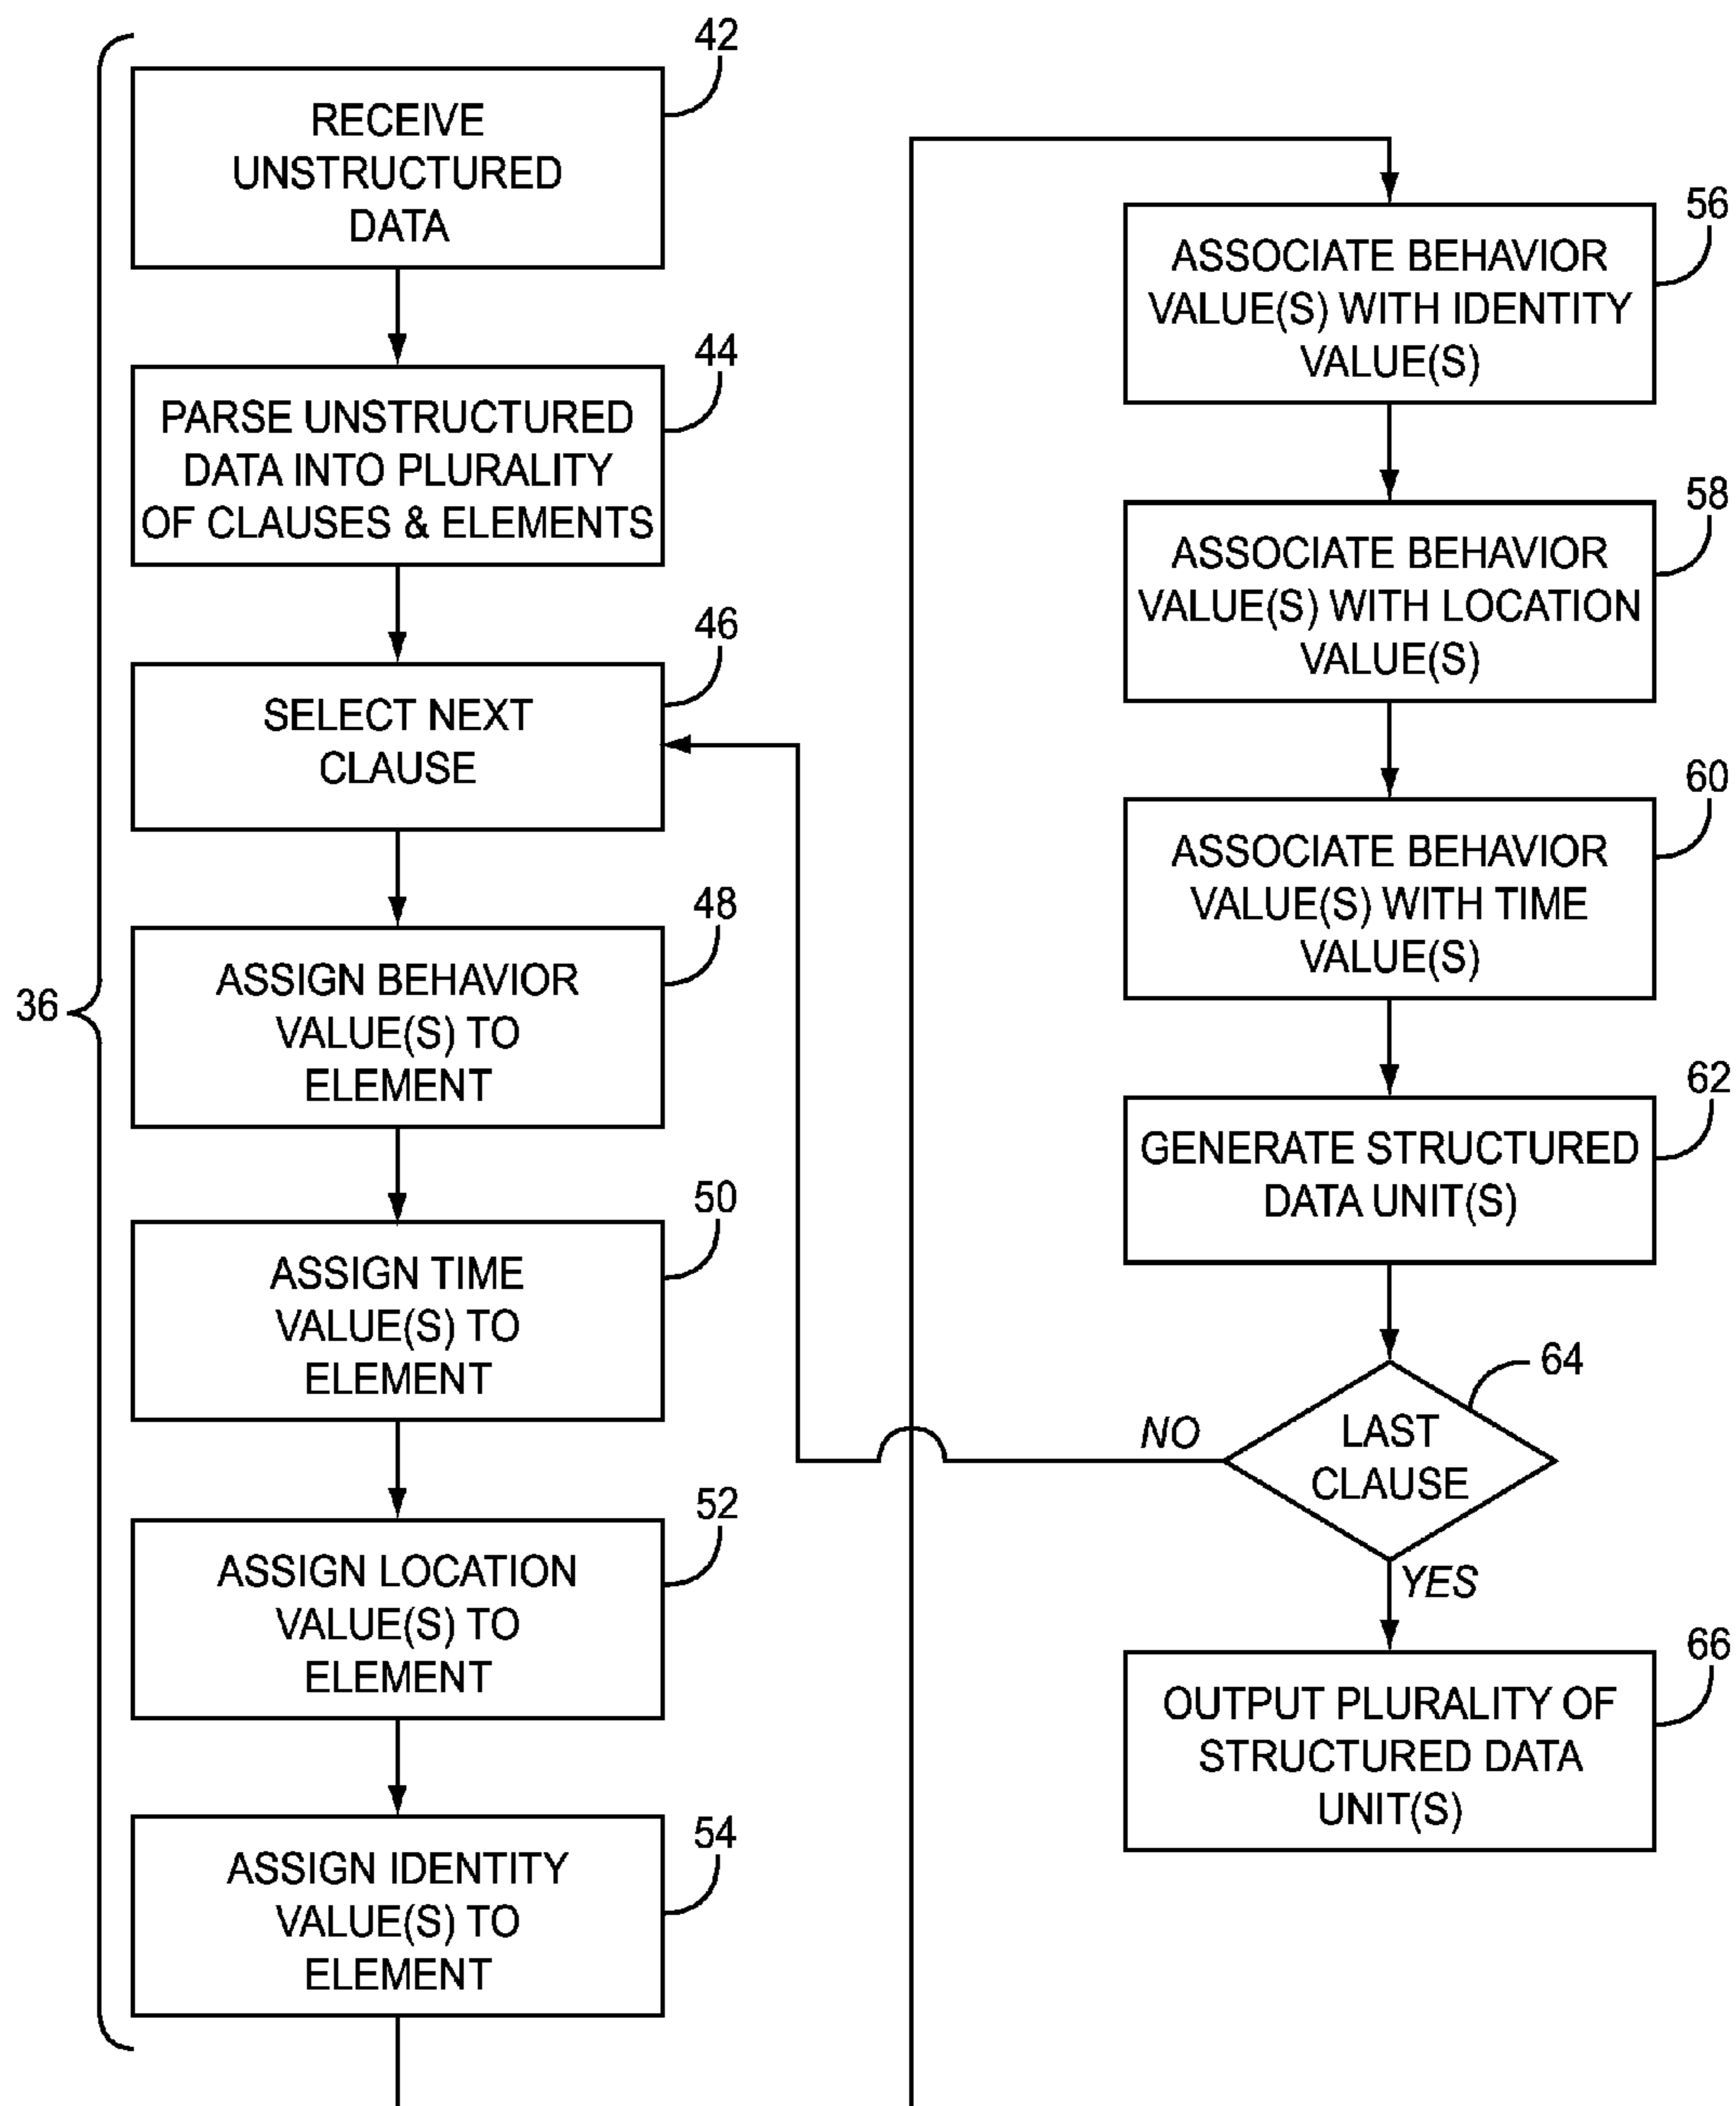 42
RECEIVE
UNSTRUCTURED
DATA
44
PARSE UNSTRUCTURED
DATA INTO PLURALITY
OF CLAUSES & ELEMENTS
46
SELECT NEXT
CLAUSE
48
ASSIGN BEHAVIOR
VALUE(S) TO
ELEMENT
36
50
ASSIGN TIME
VALUE(S) TO
ELEMENT
52
ASSIGN LOCATION
VALUE(S) TO
ELEMENT
54
ASSIGN IDENTITY
VALUE(S) TO
ELEMENT
56
ASSOCIATE BEHAVIOR
VALUE(S) WITH IDENTITY
VALUE(S)
58
ASSOCIATE BEHAVIOR
VALUE(S) WITH LOCATION
VALUE(S)
60
ASSOCIATE BEHAVIOR
VALUE(S) WITH TIME
VALUE(S)
62
GENERATE STRUCTURED
DATA UNIT(S)
64
LAST
CLAUSE
NO
YES
66
OUTPUT PLURALITY OF
STRUCTURED DATA
UNIT(S)